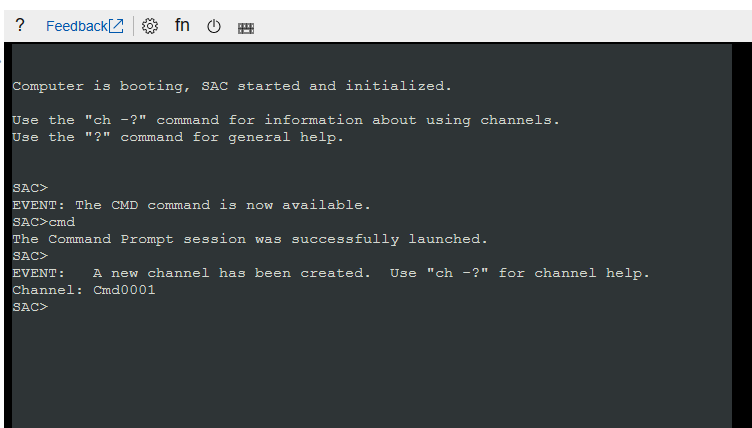 ? Feedback fn
Computer is booting, SAC started and initialized.
Use the "ch -?" command for information about using channels.
Use the "?" command for general help.
SAC>
EVENT: The CMD command is now available.
SAC>cmd
The Command Prompt session was successfully launched.
SAC>
EVENT:   A new channel has been created.  Use "ch -?" for channel help.
Channel: Cmd0001
SAC>